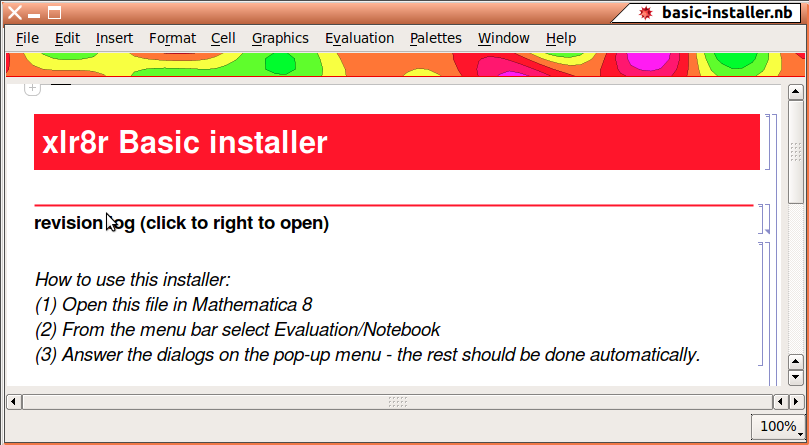 basic-installer.nb
File Edit Insert Format Cell Graphics Evaluation Palettes Window Help
xlr8r Basic installer
revision log (click to right to open)
How to use this installer:
(1) Open this file in Mathematica 8
(2) From the menu bar select Evaluation/Notebook
(3) Answer the dialogs on the pop-up menu - the rest should be done automatically.
100%